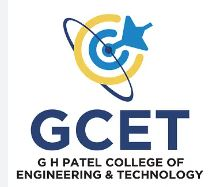 GCET
G H PATEL COLLEGE OF
ENGINEERING & TECHNOLOGY